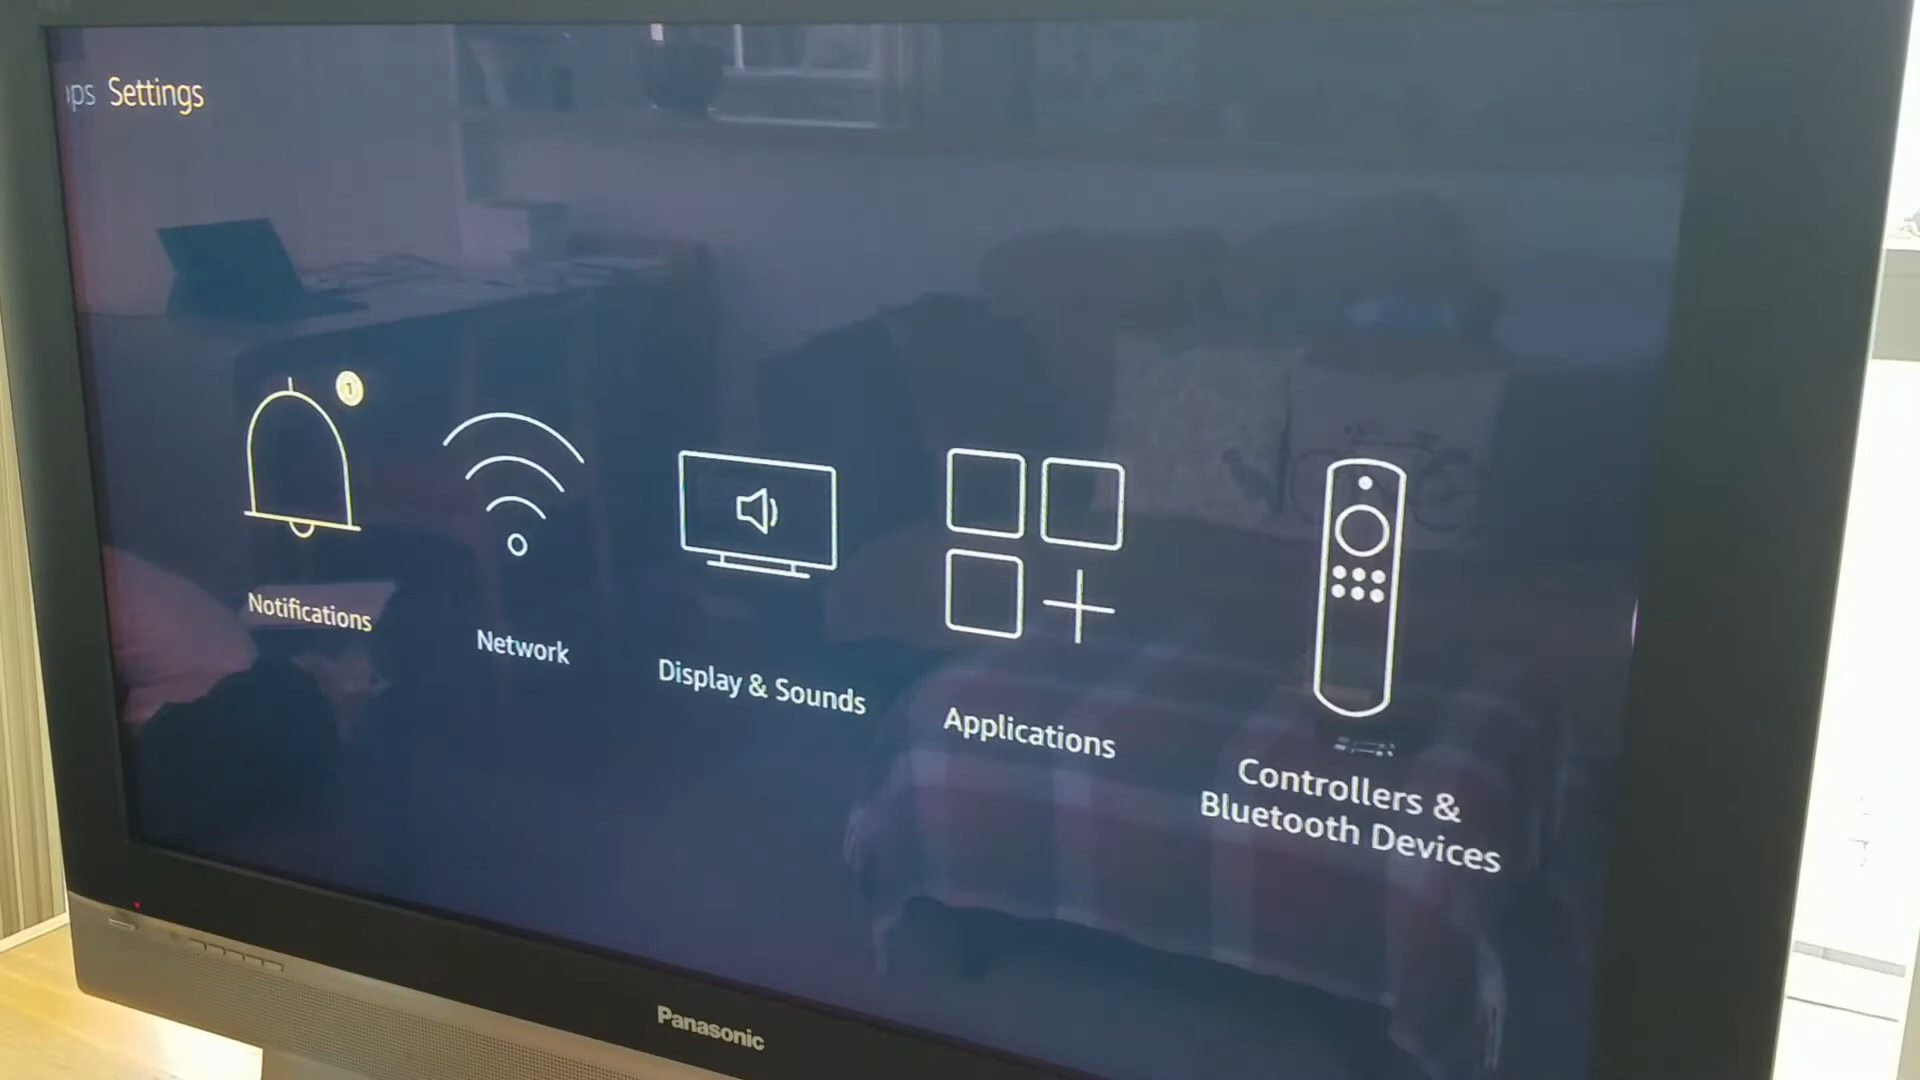 ps Settings
1
Notifications
Network
Display & Sounds
Applications
Controllers &
Bluetooth Devices
Panasonic